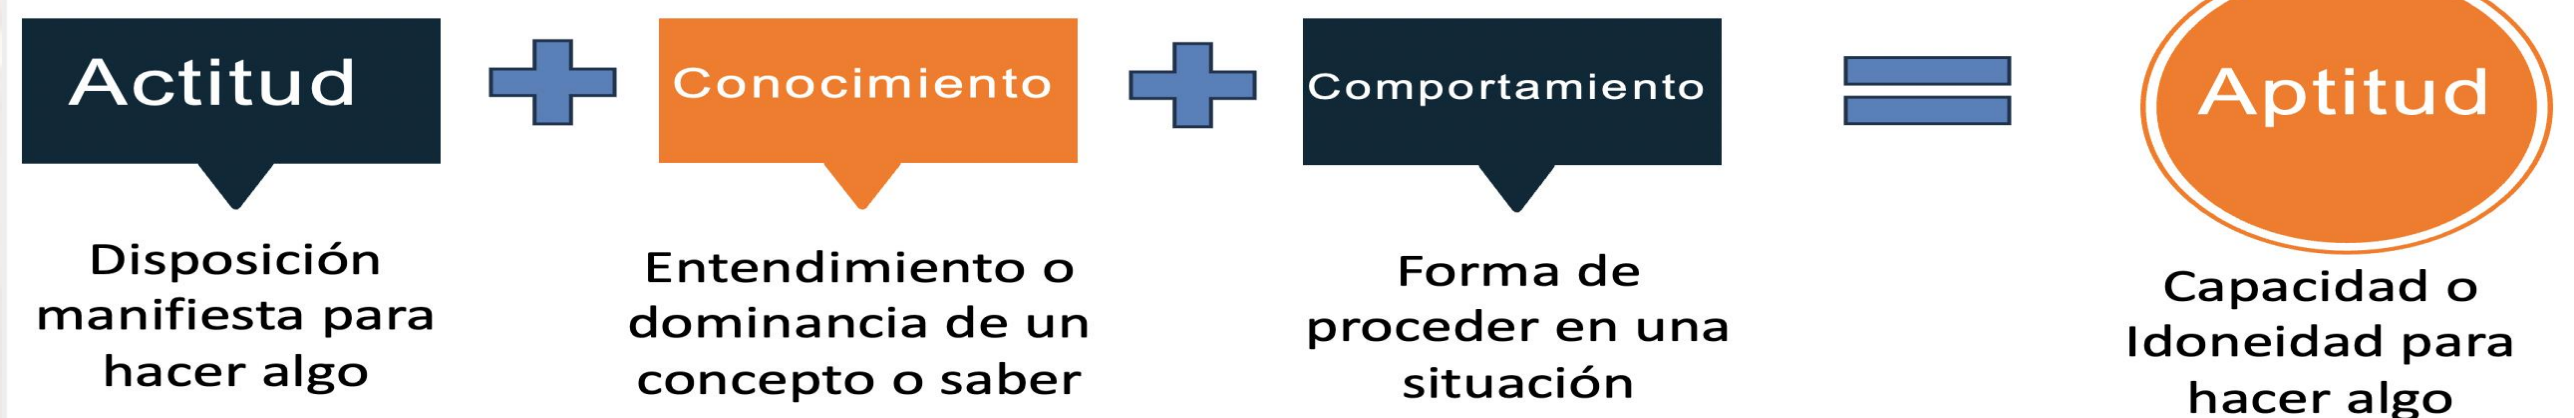 Actitud
Conocimiento
Comportamiento
Aptitud
Disposición
manifiesta para
hacer algo
Entendimiento o
dominancia de un
concepto o saber
Forma de
proceder en una
situación
Capacidad o
Idoneidad para
hacer algo